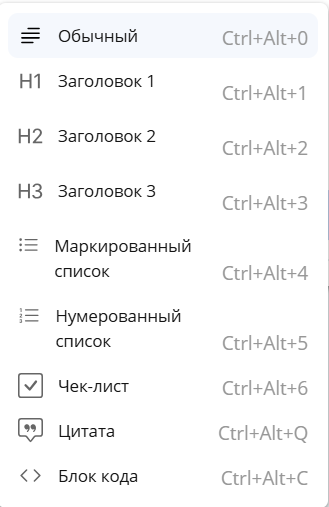 Обычный Ctrl+Alt+0
H1 Заголовок 1 Ctrl+Alt+1
H2 Заголовок 2 Ctrl+Alt+2
H3 Заголовок 3 Ctrl+Alt+3
Маркированный
список Ctrl+Alt+4
Нумерованный
список Ctrl+Alt+5
Чек-лист Ctrl+Alt+6
Цитата Ctrl+Alt+Q
Блок кода Ctrl+Alt+C